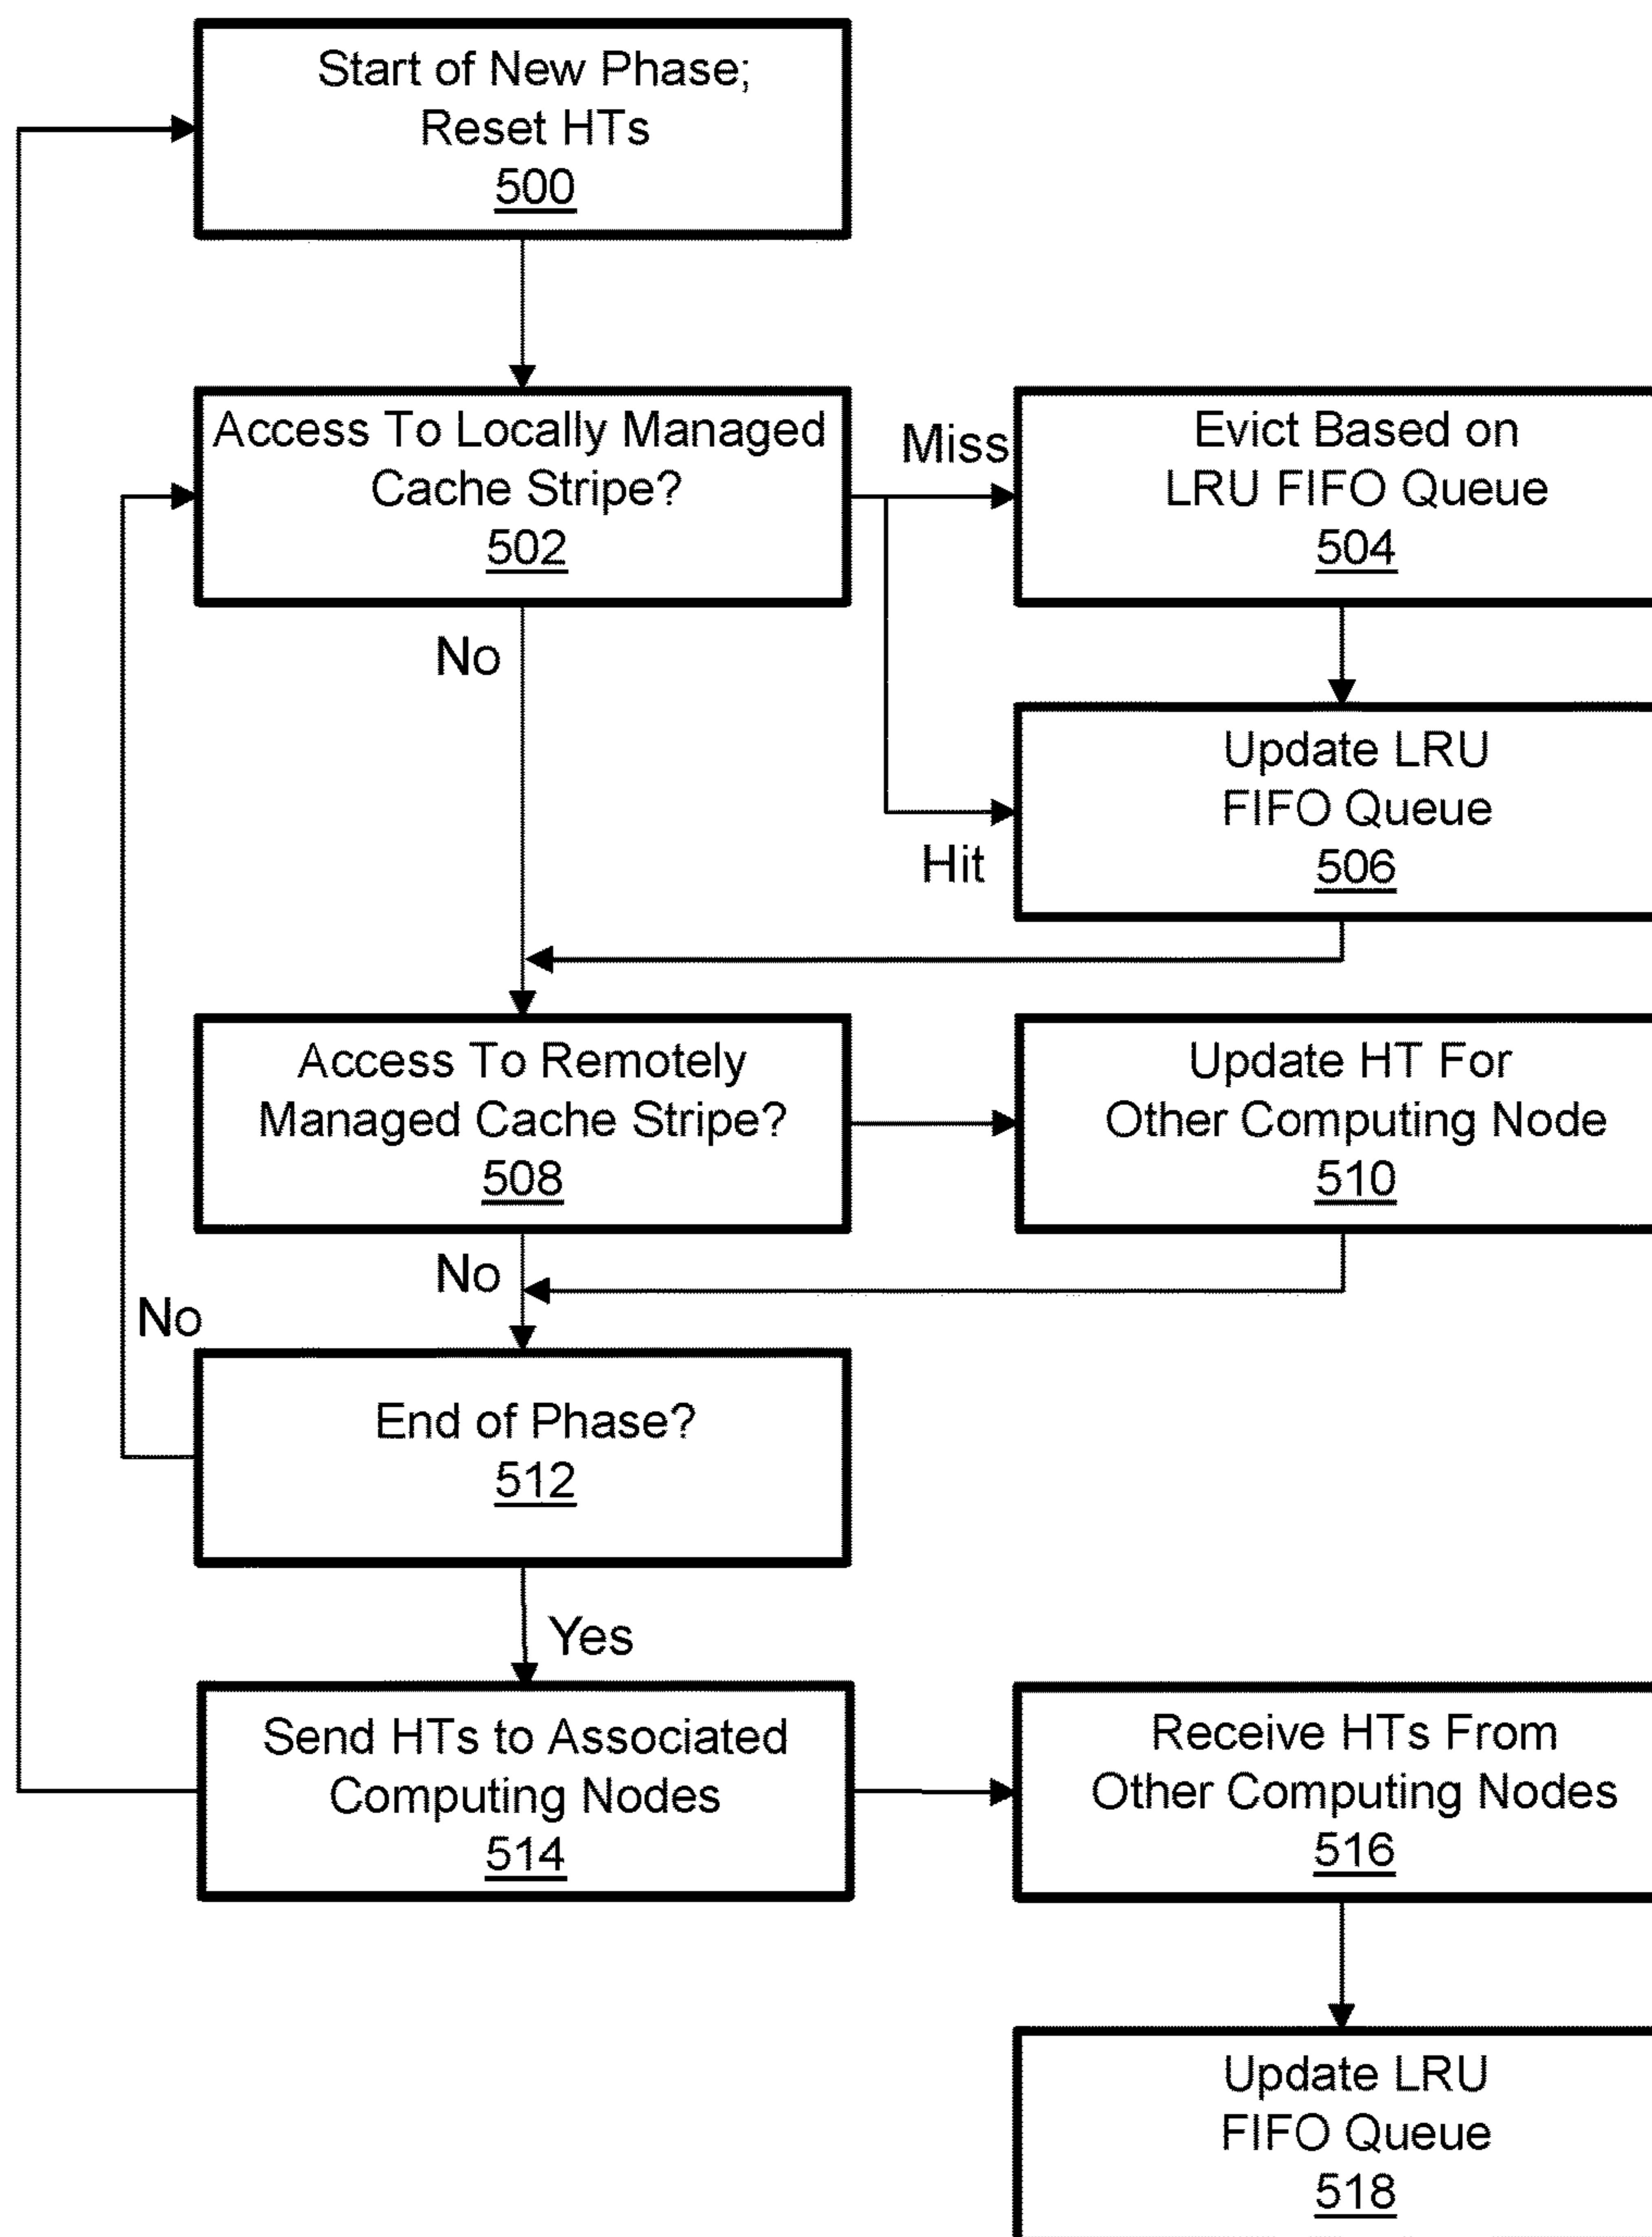 Start of New Phase;
Reset HTs
500
Access To Locally Managed
Cache Stripe?
502
Miss
Evict Based on
LRU FIFO Queue
504
No
Update LRU
FIFO Queue
506
Hit
Access To Remotely
Managed Cache Stripe?
508
Update HT For
Other Computing Node
510
No
No
End of Phase?
512
Yes
Send HTs to Associated
Computing Nodes
514
Receive HTs From
Other Computing Nodes
516
Update LRU
FIFO Queue
518